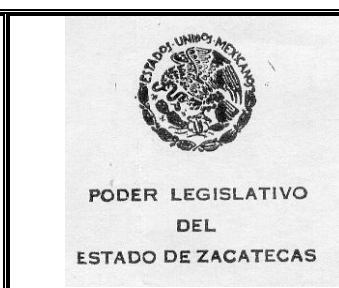 ESTADOS UNIDOS MEXICANOS
PODER LEGISLATIVO
DEL
ESTADO DE ZACATECAS